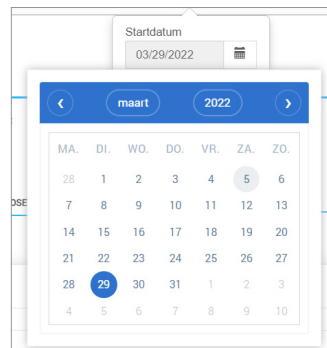 Startdatum
03/29/2022
maart 2022
MA. DI. WO. DO. VR. ZA. ZO.
28 1 2 3 4 5 6
7 8 9 10 11 12 13
14 15 16 17 18 19 20
21 22 23 24 25 26 27
28 29 30 31 1 2 3
4 5 6 7 8 9 10
OSE